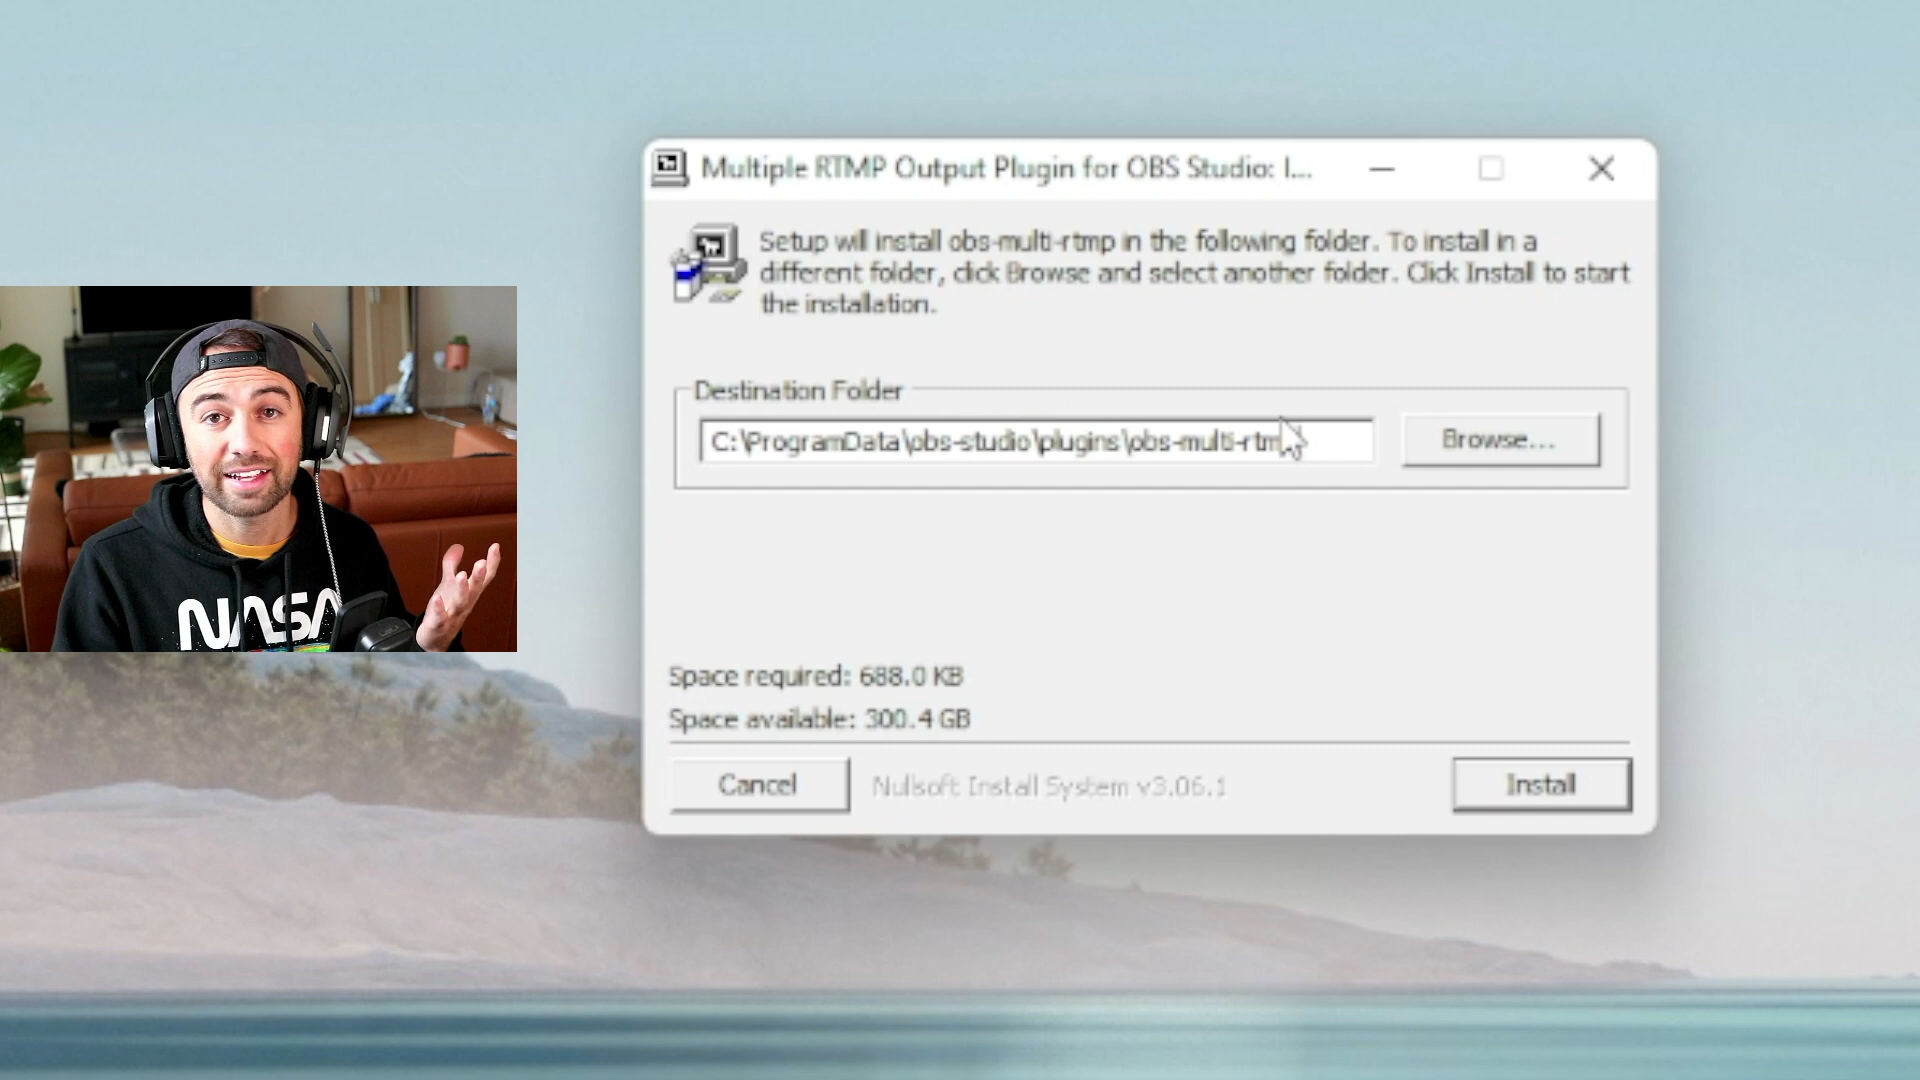 Multiple RTMP Output Plugin for OBS Studio: I...
Setup will install obs-multi-rtmp in the following folder. To install in a
different folder, click Browse and select another folder. Click Install to start
the installation.
Destination Folder
C:\ProgramData\obs-studio\plugins\obs-multi-rtm
Browse...
NASA
Space required: 688.0 KB
Space available: 300.4 GB
Cancel
Nullsoft Install System v3.06.1
Install